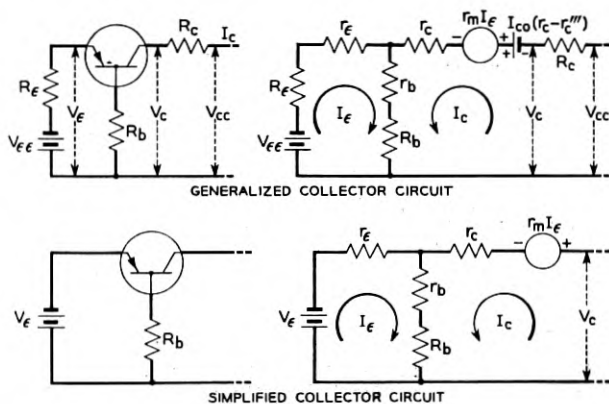 Rc Ic
Rε Vε Rb Vc Vcc
Vεε
rε rc rmIε Ico(rc-rc''')
- + + - Rc
Rε Iε rb Ic Vc Vcc
Rb
Vεε
GENERALIZED COLLECTOR CIRCUIT
Vε Rb
rε rc rmIε
- +
rb
Vε Iε Ic Vc
Rb
SIMPLIFIED COLLECTOR CIRCUIT